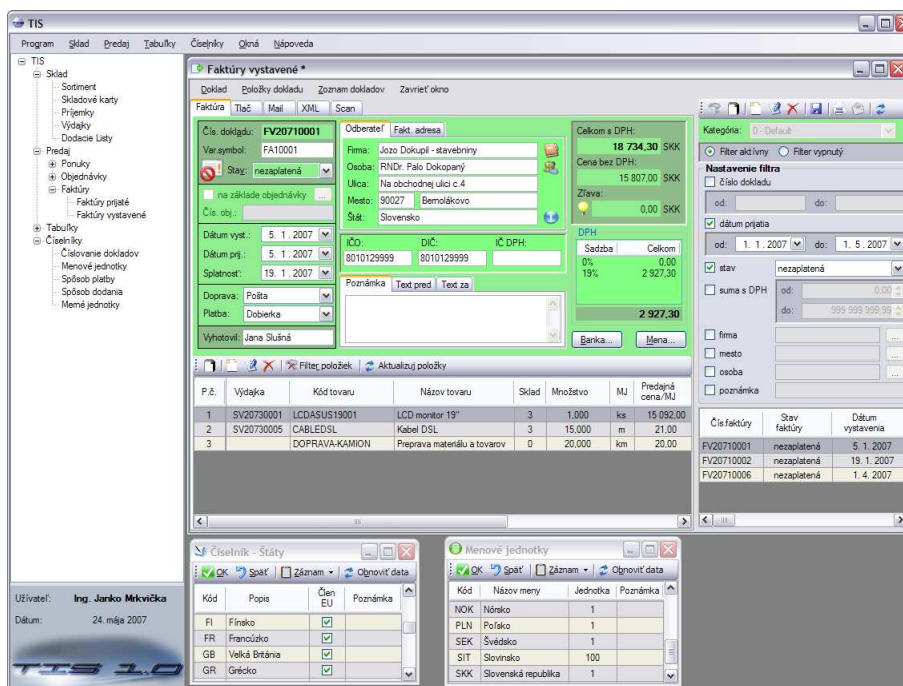 TIS
Program Sklad Predaj Tabuľky Číselníky Okná Nápoveda
TIS
Sklad
Sortiment
Skladové karty
Príjemky
Výdajky
Dodacie Listy
Predaj
Ponuky
Objednávky
Faktúry
Faktúry prijaté
Faktúry vystavené
Tabuľky
Číselníky
Číslovanie dokladov
Menové jednotky
Spôsob platby
Spôsob dodania
Merné jednotky
Užívateľ: Ing. Janko Mrkvička
Dátum: 24. mája 2007
TIS 1.0
Faktúry vystavené *
Doklad Položky dokladu Zoznam dokladov Zavrieť okno
Faktúra Tlač Mail XML Scan
Čís. dokladu: FV20710001
Var.symbol: FA10001
Stav: nezaplatená
na základe objednávky ...
Čís. obj.:
Dátum vyst.: 5. 1. 2007
Dátum prij.: 5. 1. 2007
Splatnosť: 19. 1. 2007
Doprava: Pošta
Platba: Dobierka
Vyhotovil: Jana Slušná
Odberateľ Fakt. adresa
Firma: Jozo Dokupil - stavebniny
Osoba: RNDr. Palo Dokopaný
Ulica: Na obchodnej ulici c.4
Mesto: 90027 Bernolákovo
Štát: Slovensko
IČO: DIČ: IČ DPH:
8010129999 8010129999
Poznámka Text pred Text za
Celkom s DPH:
18 734,30 SKK
Cena bez DPH:
15 807,00 SKK
Zľava:
0,00 SKK
DPH
Sadzba Celkom
0% 0.00
19% 2 927,30
2 927,30
Banka... Mena...
Filter položiek Aktualizuj položky
P.č. Výdajka Kód tovaru Názov tovaru Sklad Množstvo MJ Predajná cena/MJ
1 SV20730001 LCDASUS19001 LCD monitor 19" 3 1,000 ks 15 092,00
2 SV20730005 CABLEDSL Kabel DSL 3 15,000 m 21,00
3 DOPRAVA-KAMION Preprava materiálu a tovarov 0 20,000 km 20,00
Kategória: 0 - Default
Filter aktívny Filter vypnutý
Nastavenie filtra
číslo dokladu
od: do:
dátum prijatia
od: 1. 1. 2007 do: 1. 5. 2007
stav nezaplatená
suma s DPH od: 0.00
do: 999 999 999,99
firma ...
mesto ...
osoba ...
poznámka
Čís.faktúry Stav faktúry Dátum vystavenia
FV20710001 nezaplatená 5. 1. 2007
FV20710002 nezaplatená 19. 1. 2007
FV20710006 nezaplatená 1. 4. 2007
Číselník - Štáty
OK Späť Záznam Obnoviť data
Kód Popis Člen EU Poznámka
FI Fínsko
FR Francúzko
GB Velká Británia
GR Grécko
Menové jednotky
OK Späť Záznam Obnoviť data
Kód Názov meny Jednotka Poznámka
NOK Nórsko 1
PLN Poľsko 1
SEK Švédsko 1
SIT Slovinsko 100
SKK Slovenská republika 1